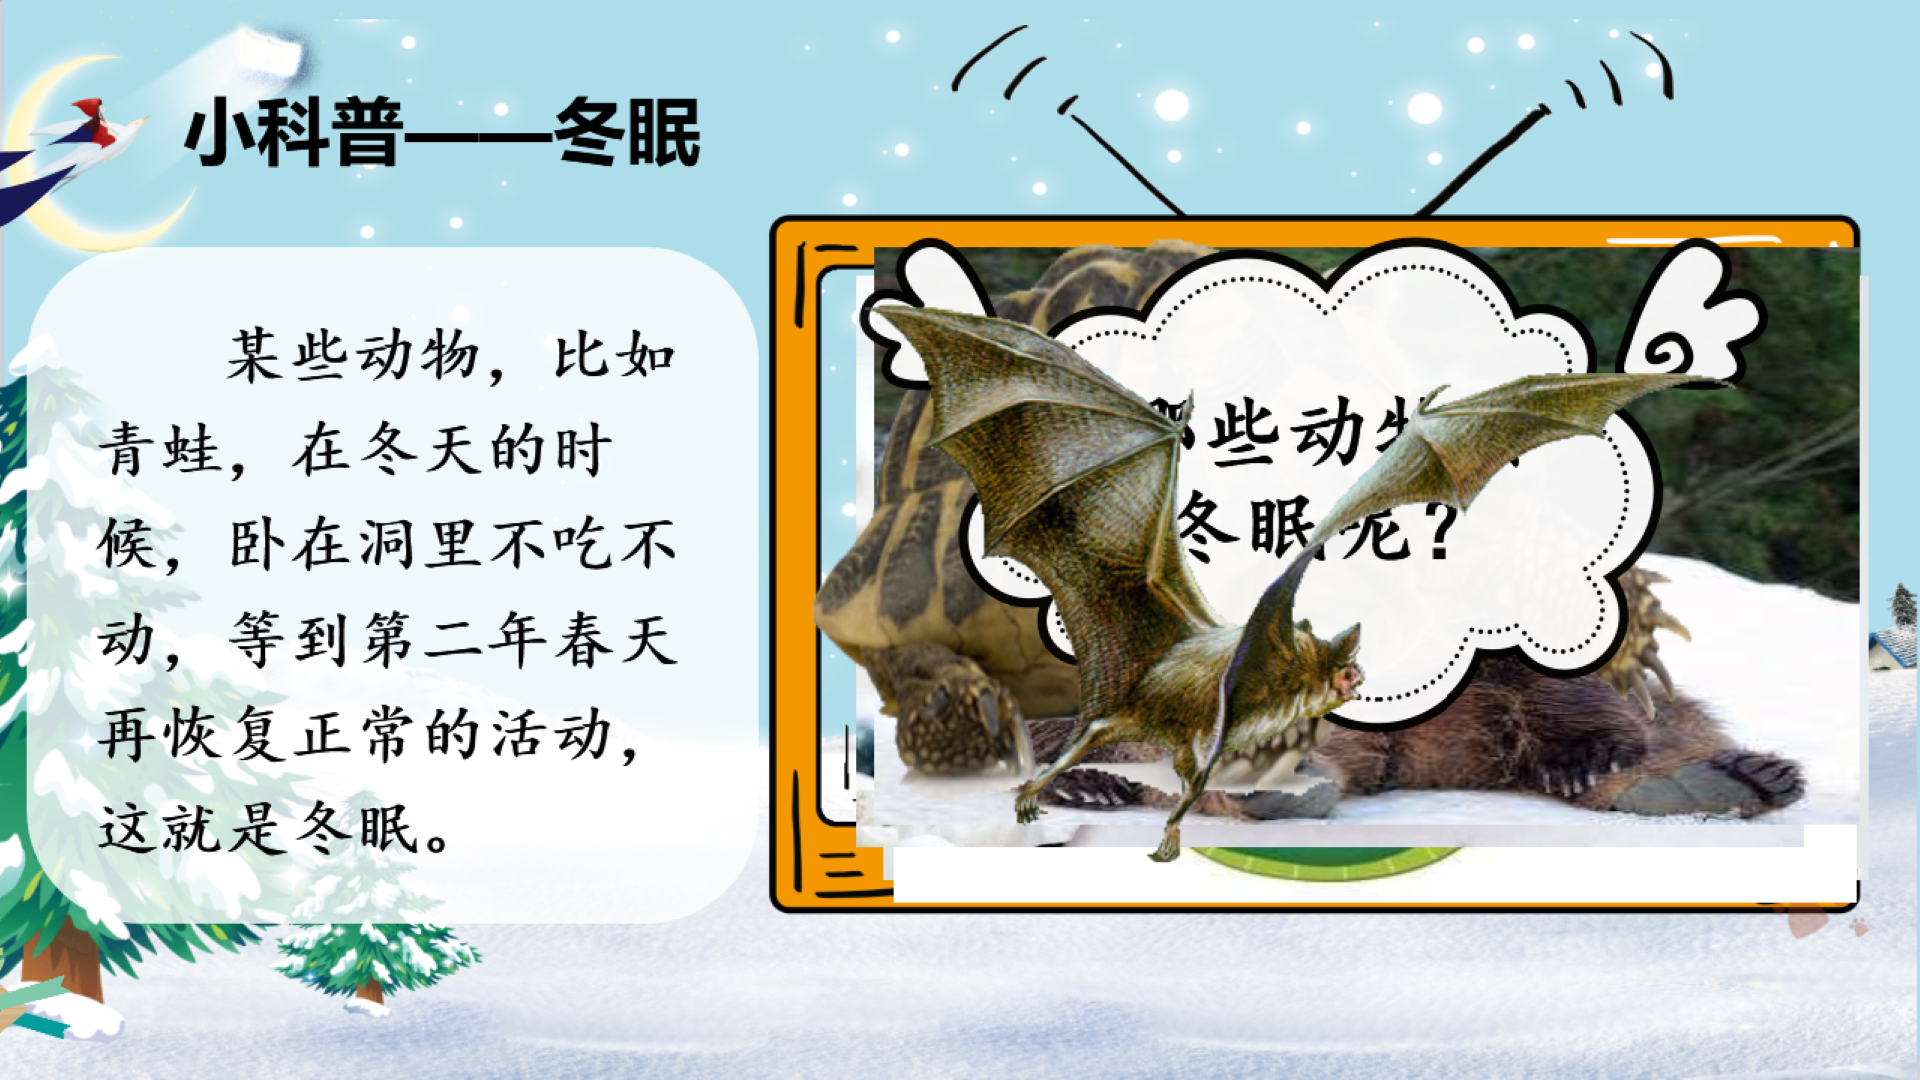 小科普——冬眠
某些动物，比如
青蛙，在冬天的时
候，卧在洞里不吃不
动，等到第二年春天
再恢复正常的活动，
这就是冬眠。
些动物
冬眠呢？